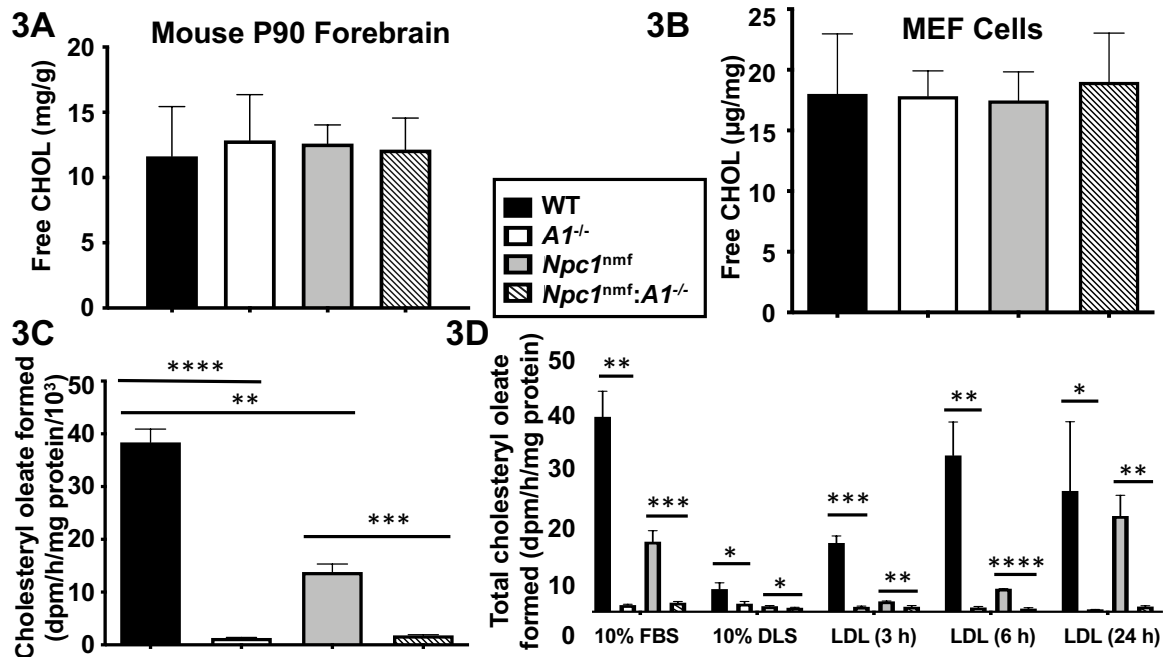 3A
Mouse P90 Forebrain
Free CHOL (mg/g)
20
15
10
5
0
3B
MEF Cells
Free CHOL (µg/mg)
25
20
15
10
5
0
WT
A1-/-
Npc1nmf
Npc1nmf:A1-/-
3C
Cholesteryl oleate formed
(dpm/h/mg protein/10³)
50
40
30
20
10
0
****
**
***
3D
Total cholesteryl oleate
formed (dpm/h/mg protein)
50
40
30
20
10
0
** *** * * *** ** ** **** * **
10% FBS 10% DLS LDL (3 h) LDL (6 h) LDL (24 h)